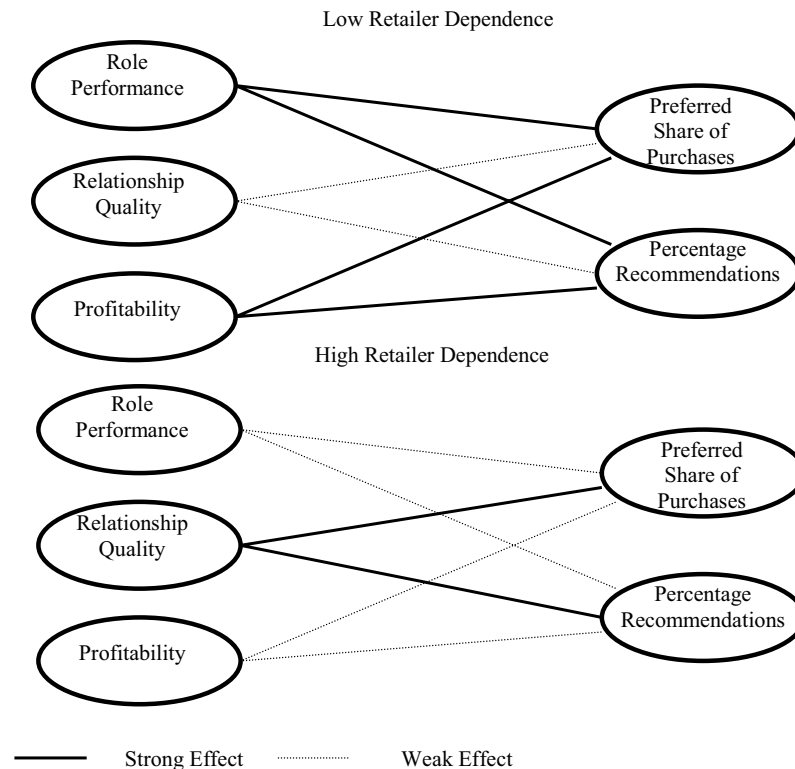 Low Retailer Dependence
Role
Performance
Preferred
Share of
Purchases
Relationship
Quality
Percentage
Recommendations
Profitability
High Retailer Dependence
Role
Performance
Preferred
Share of
Purchases
Relationship
Quality
Percentage
Recommendations
Profitability
Strong Effect
Weak Effect